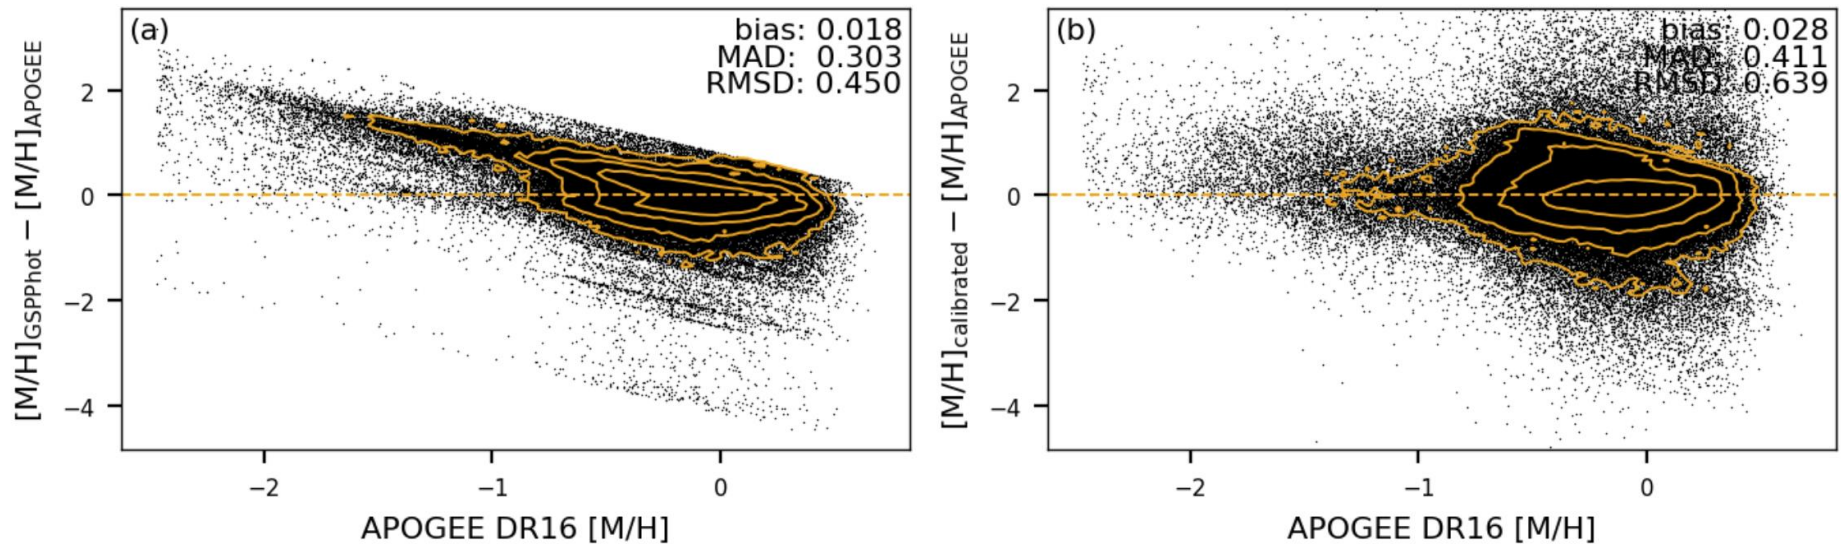 (a)
bias: 0.018
MAD: 0.303
RMSD: 0.450
2
0
−2
−4
[M/H]GSPPhot − [M/H]APOGEE
−2
−1
0
APOGEE DR16 [M/H]
(b)
bias: 0.028
MAD: 0.411
RMSD: 0.639
2
0
−2
−4
[M/H]calibrated − [M/H]APOGEE
−2
−1
0
APOGEE DR16 [M/H]